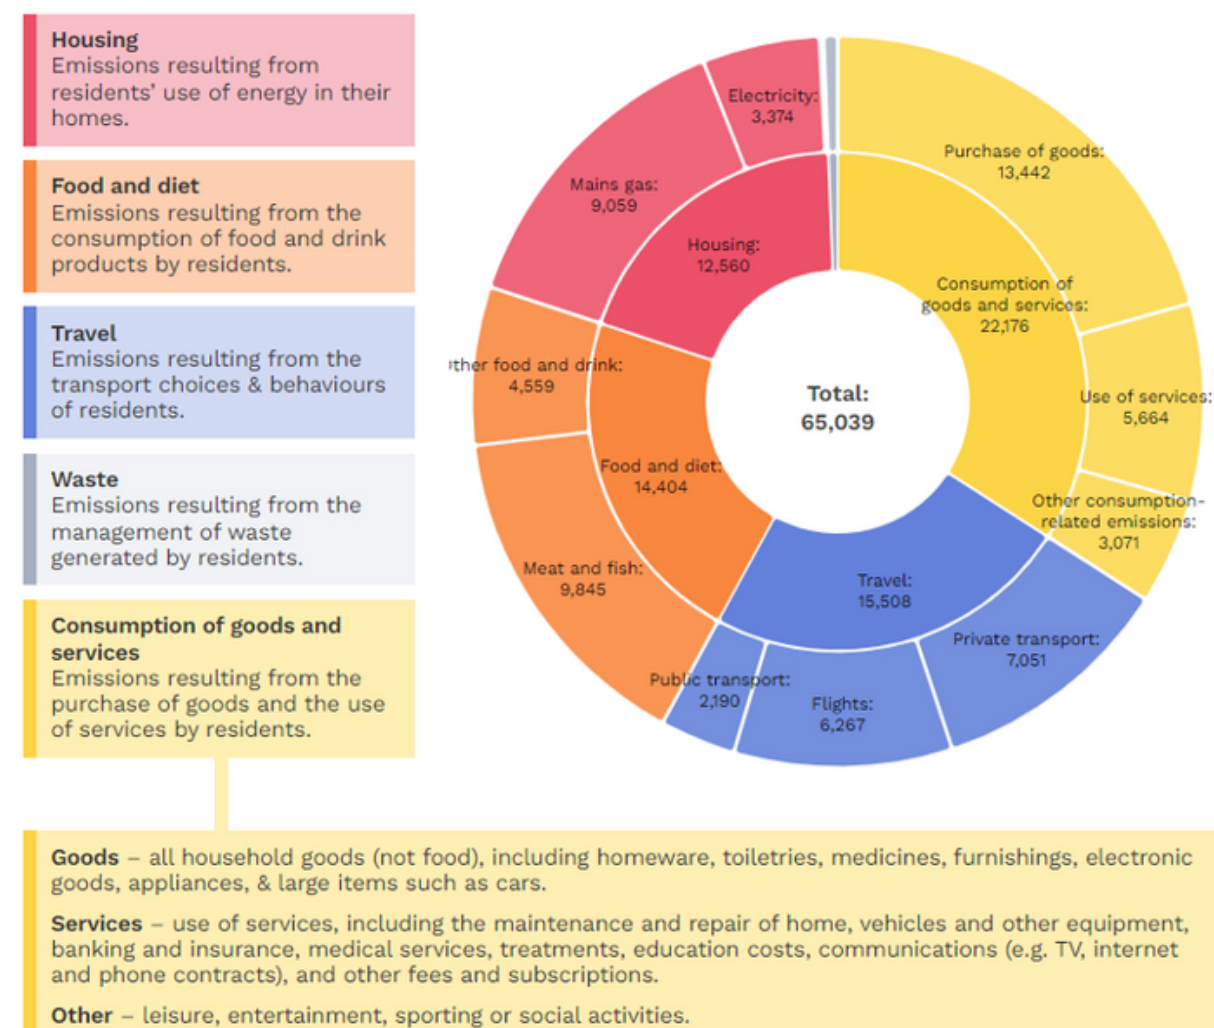 Housing
Emissions resulting from
residents’ use of energy in their
homes.
Food and diet
Emissions resulting from the
consumption of food and drink
products by residents.
Travel
Emissions resulting from the
transport choices & behaviours
of residents.
Waste
Emissions resulting from the
management of waste
generated by residents.
Consumption of goods and
services
Emissions resulting from the
purchase of goods and the use
of services by residents.
Electricity:
3,374
Mains gas:
9,059
Housing:
12,560
Purchase of goods:
13,442
Consumption of
goods and services:
22,176
Use of services:
5,664
Other consumption-
related emissions:
3,071
Total:
65,039
food and drink:
4,559
Food and diet:
14,404
Meat and fish:
9,845
Travel:
15,508
Private transport:
7,051
Public transport:
2,190
Flights:
6,267
Goods – all household goods (not food), including homeware, toiletries, medicines, furnishings, electronic
goods, appliances, & large items such as cars.
Services – use of services, including the maintenance and repair of home, vehicles and other equipment,
banking and insurance, medical services, treatments, education costs, communications (e.g. TV, internet
and phone contracts), and other fees and subscriptions.
Other – leisure, entertainment, sporting or social activities.